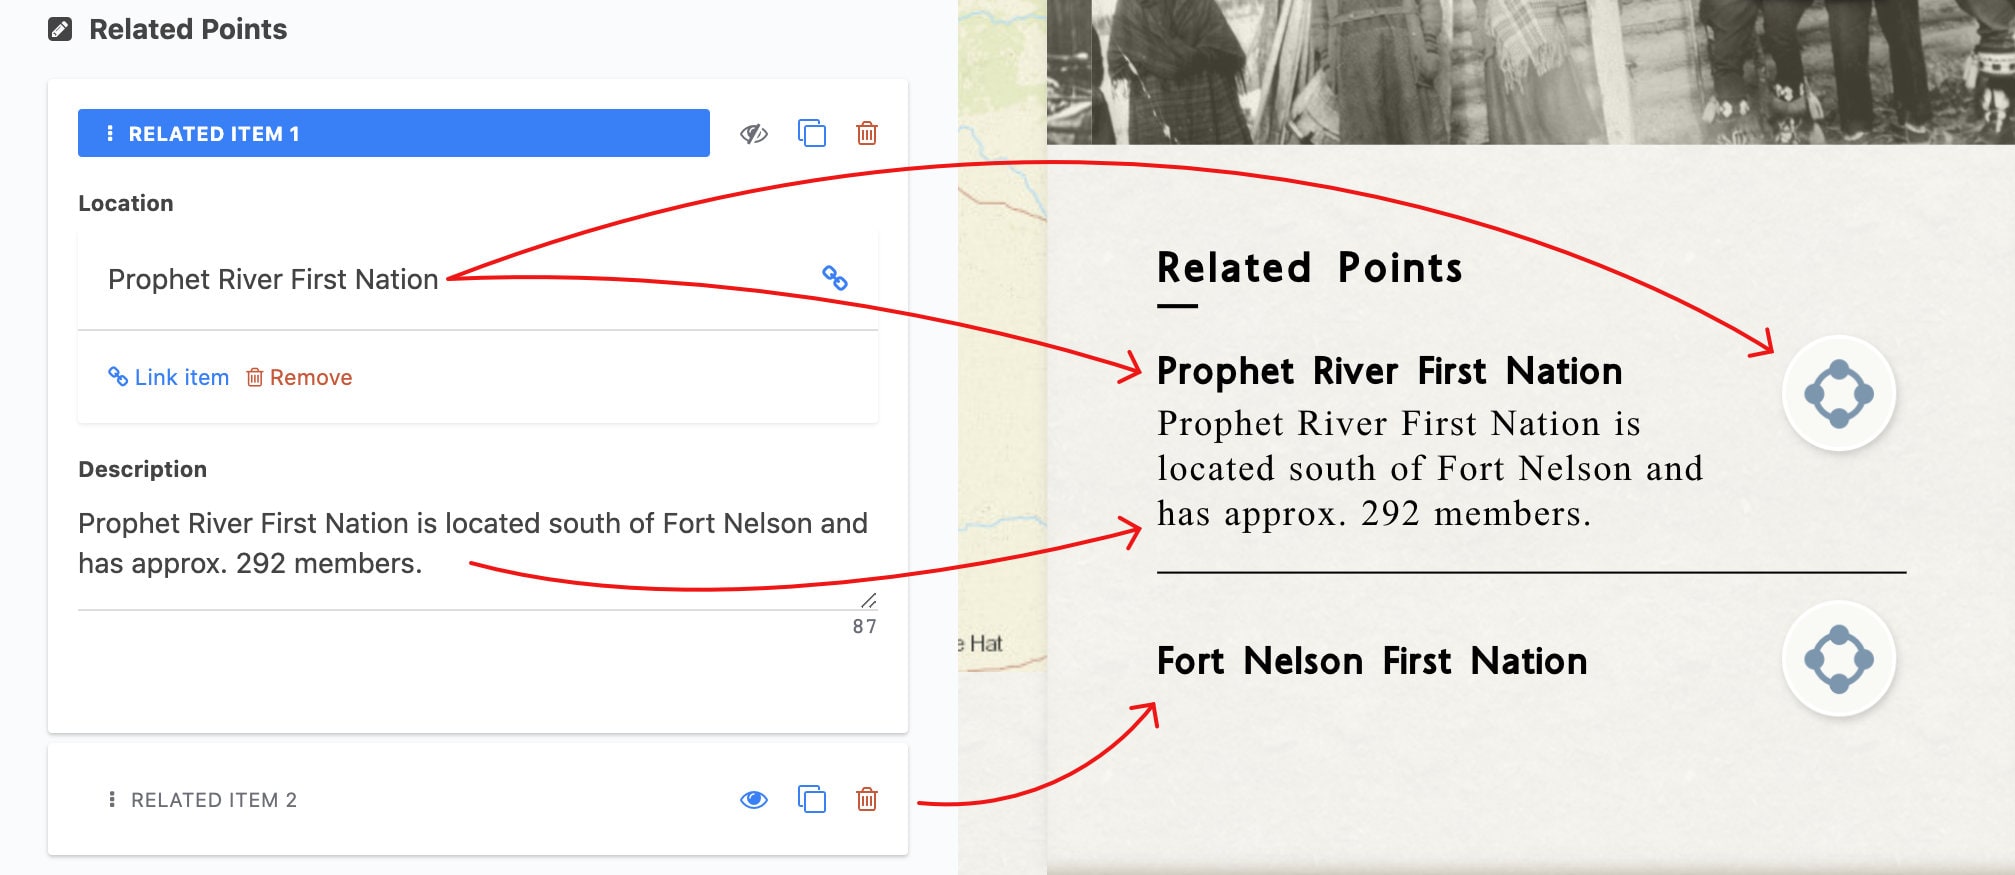 Related Points
RELATED ITEM 1
Location
Prophet River First Nation
Link item Remove
Description
Prophet River First Nation is located south of Fort Nelson and
has approx. 292 members.
87
RELATED ITEM 2
e Hat
Related Points
Prophet River First Nation
Prophet River First Nation is
located south of Fort Nelson and
has approx. 292 members.
Fort Nelson First Nation